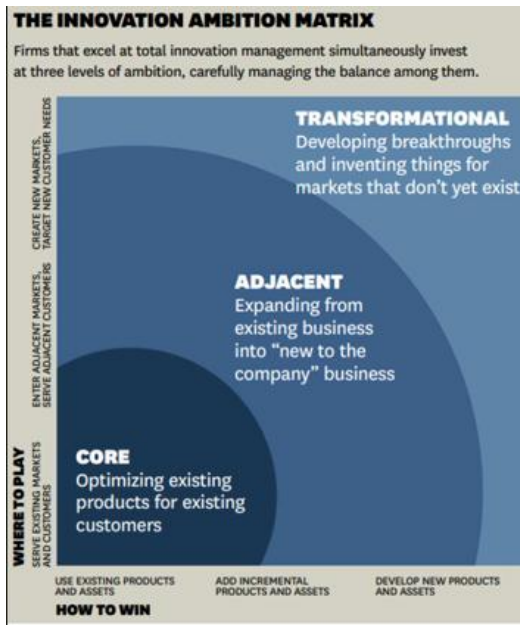 THE INNOVATION AMBITION MATRIX
Firms that excel at total innovation management simultaneously invest
at three levels of ambition, carefully managing the balance among them.
TRANSFORMATIONAL
Developing breakthroughs
and inventing things for
markets that don't yet exist
CREATE NEW MARKETS,
TARGET NEW CUSTOMER NEEDS
ADJACENT
Expanding from
existing business
into “new to the
company” business
ENTER ADJACENT MARKETS,
SERVE ADJACENT CUSTOMERS
CORE
Optimizing existing
products for existing
customers
WHERE TO PLAY
SERVE EXISTING MARKETS
AND CUSTOMERS
USE EXISTING PRODUCTS
AND ASSETS
ADD INCREMENTAL
PRODUCTS AND ASSETS
DEVELOP NEW PRODUCTS
AND ASSETS
HOW TO WIN